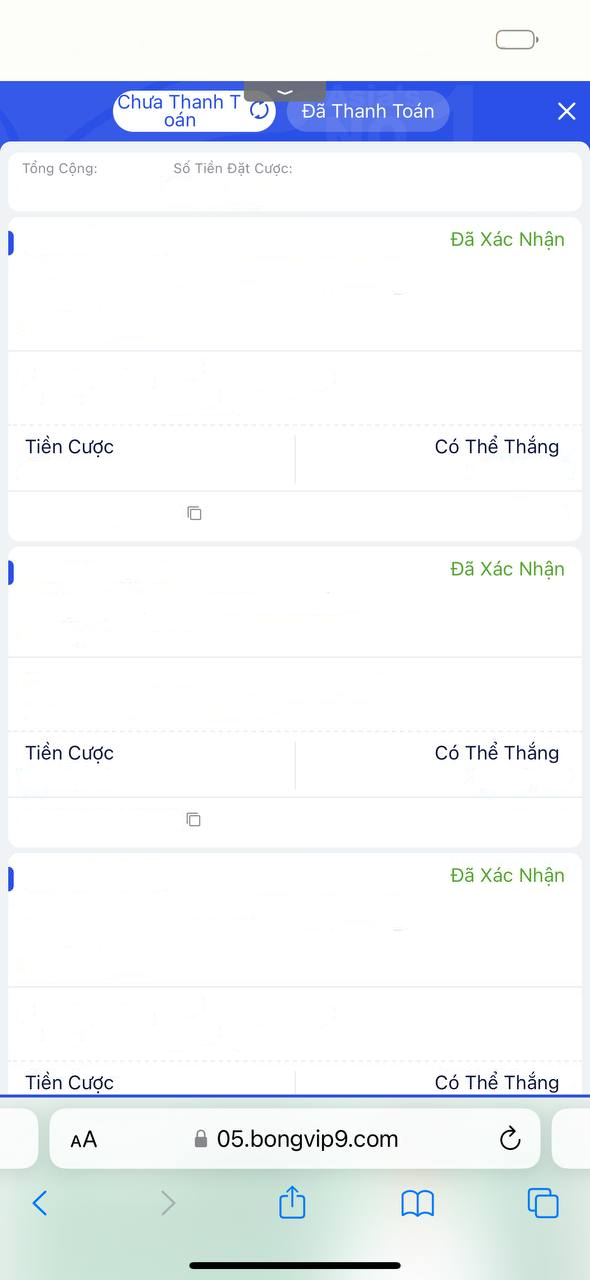 Chưa Thanh T
oán
Đã Thanh Toán
Tổng Cộng:
Số Tiền Đặt Cược:
Đã Xác Nhận
Tiền Cược
Có Thể Thắng
Đã Xác Nhận
Tiền Cược
Có Thể Thắng
Đã Xác Nhận
Tiền Cược
Có Thể Thắng
AA
05.bongvip9.com